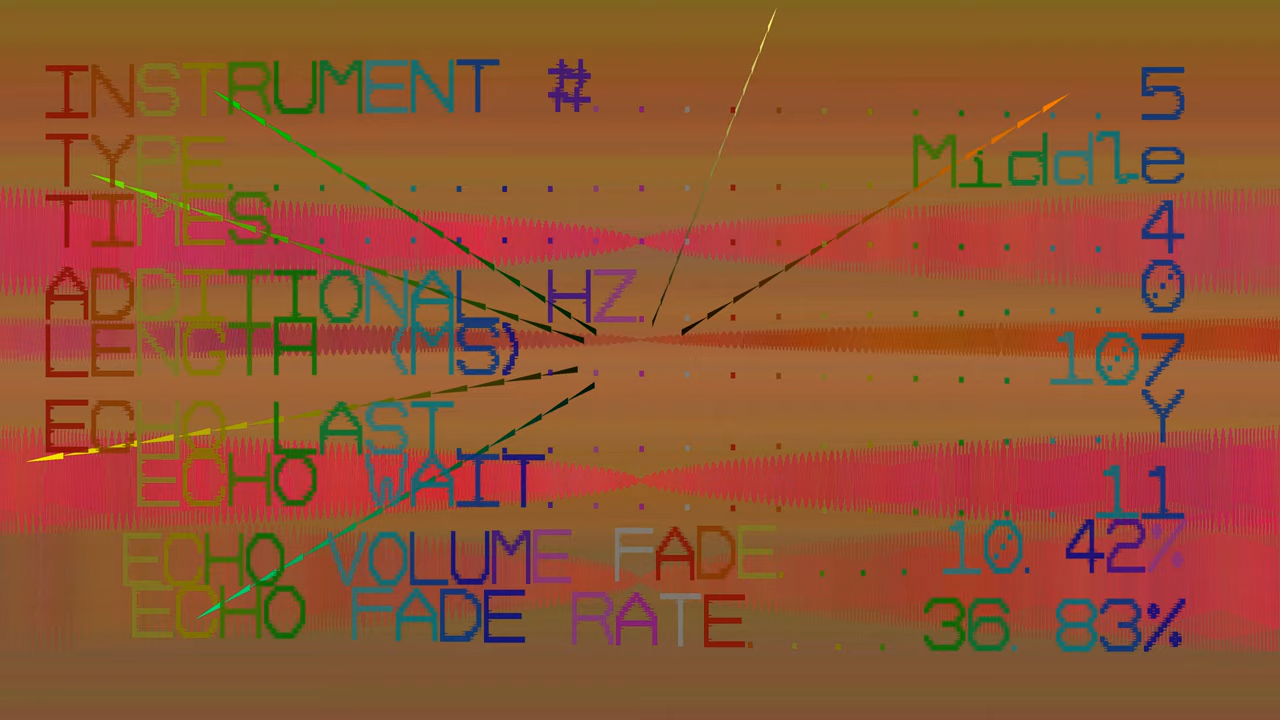 INSTRUMENT #. . . . . . . . . . . . 5
TYPE. . . . . . . . . . . . . . . Middle
TIMES. . . . . . . . . . . . . . . . . . . 4
ADDITIONAL HZ. . . . . . . . . . . 0
LENGTH (MS) . . . . . . . . . . . 107
ECHO LAST . . . . . . . . . . . . . Y
ECHO WAIT. . . . . . . . . . . . . 11
ECHO VOLUME FADE. . . . 10.42%
ECHO FADE RATE. . . . 36.83%